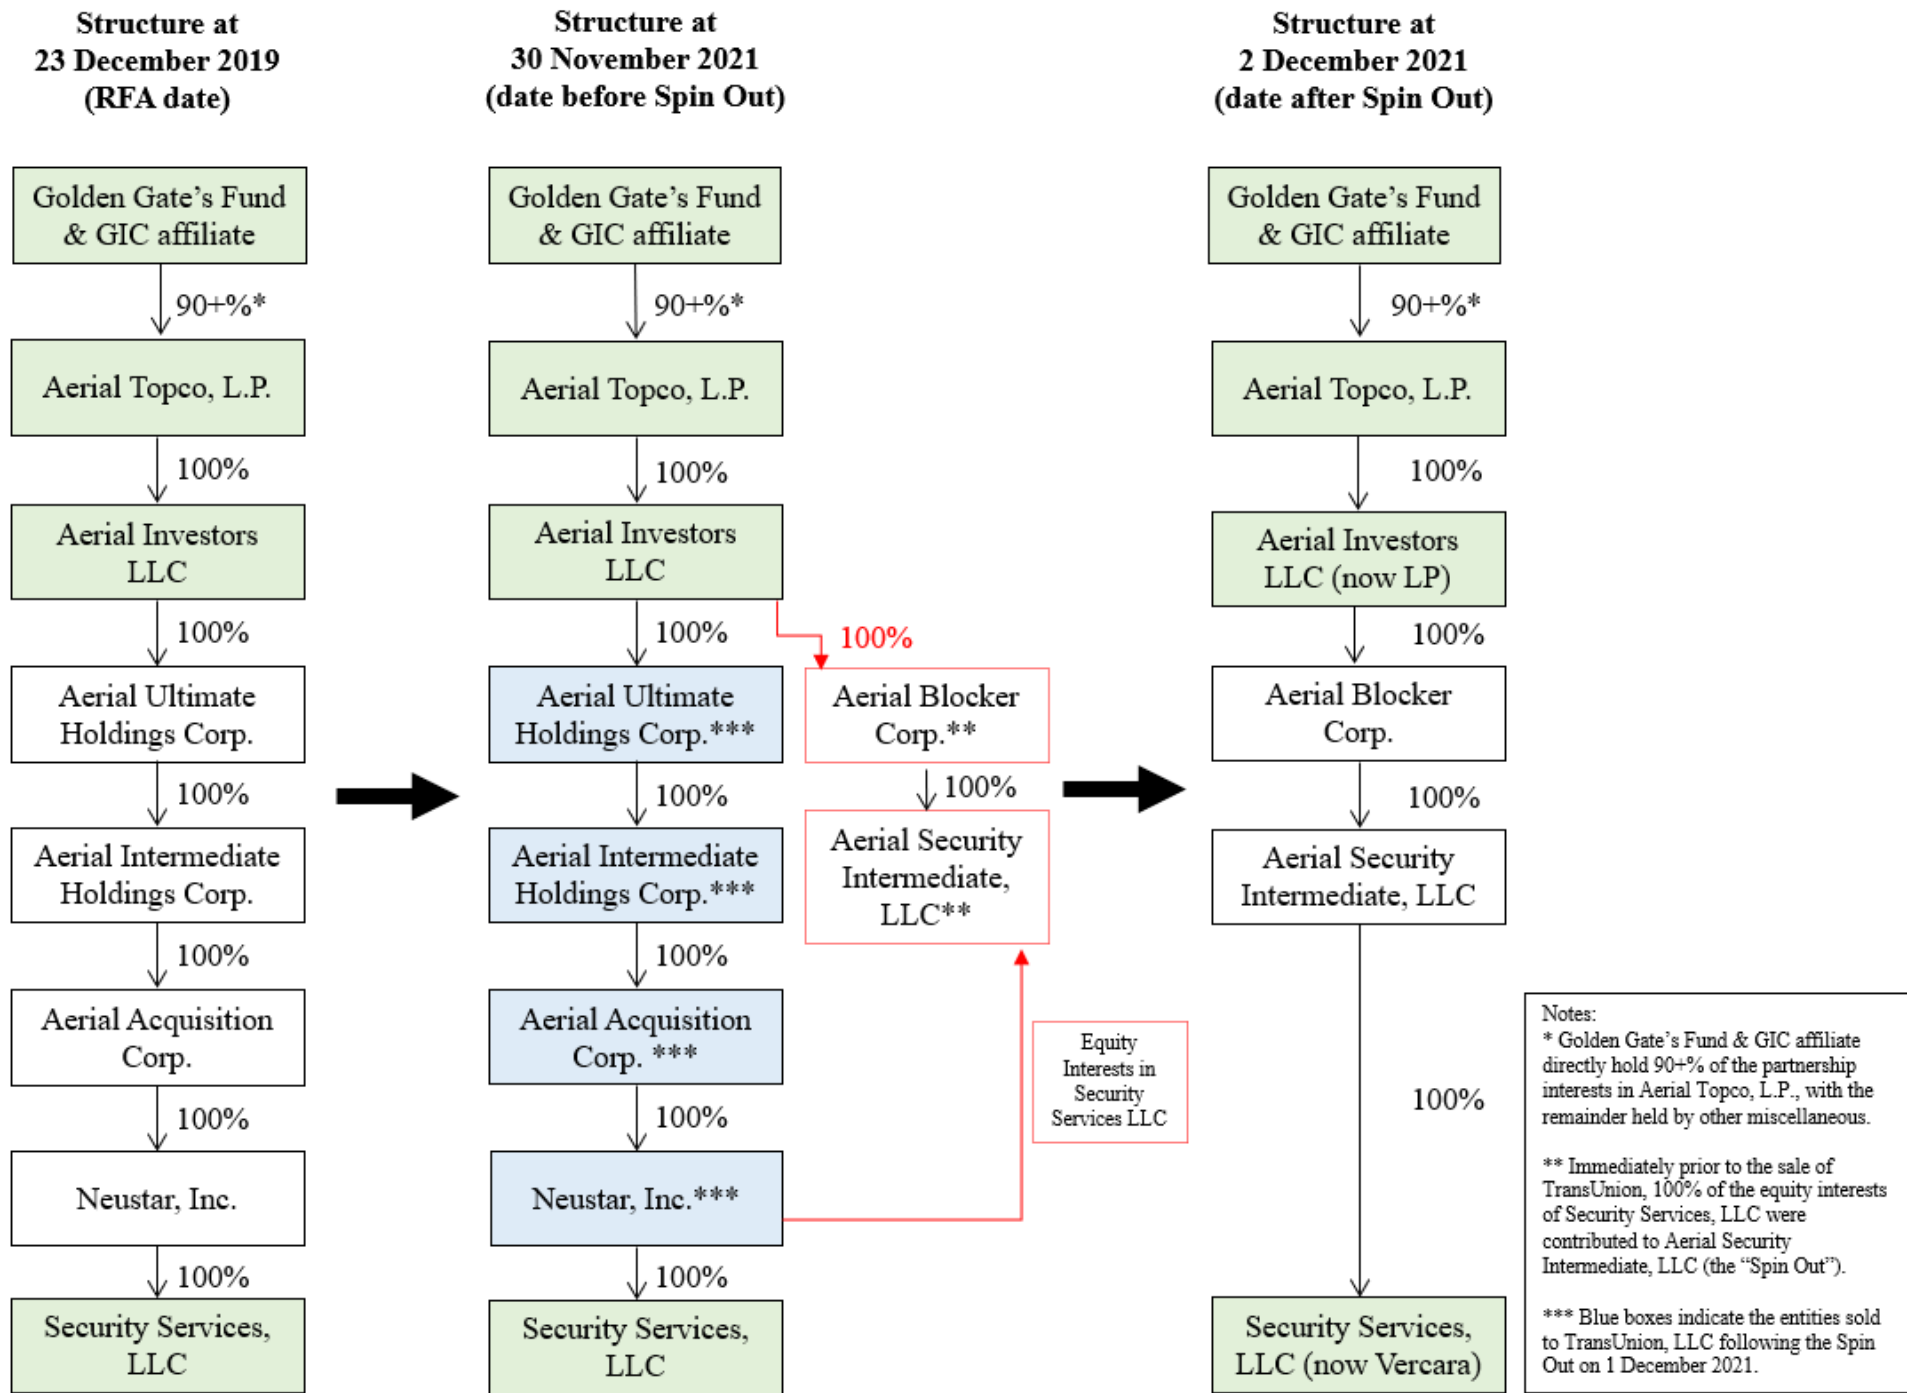 Structure at
23 December 2019
(RFA date)
Golden Gate’s Fund
& GIC affiliate
90+%*
Aerial Topco, L.P.
100%
Aerial Investors
LLC
100%
Aerial Ultimate
Holdings Corp.
100%
Aerial Intermediate
Holdings Corp.
100%
Aerial Acquisition
Corp.
100%
Neustar, Inc.
100%
Security Services,
LLC
Structure at
30 November 2021
(date before Spin Out)
Golden Gate’s Fund
& GIC affiliate
90+%*
Aerial Topco, L.P.
100%
Aerial Investors
LLC
100%
Aerial Ultimate
Holdings Corp.***
100%
Aerial Intermediate
Holdings Corp.***
100%
Aerial Acquisition
Corp. ***
100%
Neustar, Inc.***
100%
Security Services,
LLC
100%
Aerial Blocker
Corp.**
100%
Aerial Security
Intermediate,
LLC**
Equity
Interests in
Security
Services LLC
Structure at
2 December 2021
(date after Spin Out)
Golden Gate’s Fund
& GIC affiliate
90+%*
Aerial Topco, L.P.
100%
Aerial Investors
LLC (now LP)
100%
Aerial Blocker
Corp.
100%
Aerial Security
Intermediate, LLC
100%
Security Services,
LLC (now Vercara)
Notes:
* Golden Gate’s Fund & GIC affiliate
directly hold 90+% of the partnership
interests in Aerial Topco, L.P., with the
remainder held by other miscellaneous.
** Immediately prior to the sale of
TransUnion, 100% of the equity interests
of Security Services, LLC were
contributed to Aerial Security
Intermediate, LLC (the “Spin Out”).
*** Blue boxes indicate the entities sold
to TransUnion, LLC following the Spin
Out on 1 December 2021.